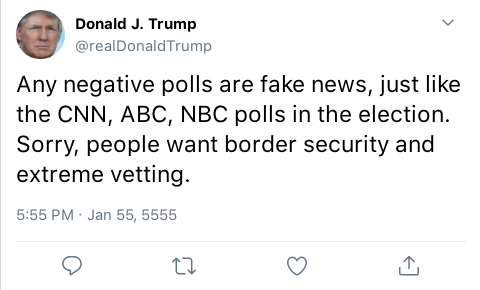 Donald J. Trump
@realDonaldTrump
Any negative polls are fake news, just like
the CNN, ABC, NBC polls in the election.
Sorry, people want border security and
extreme vetting.
5:55 PM · Jan 55, 5555